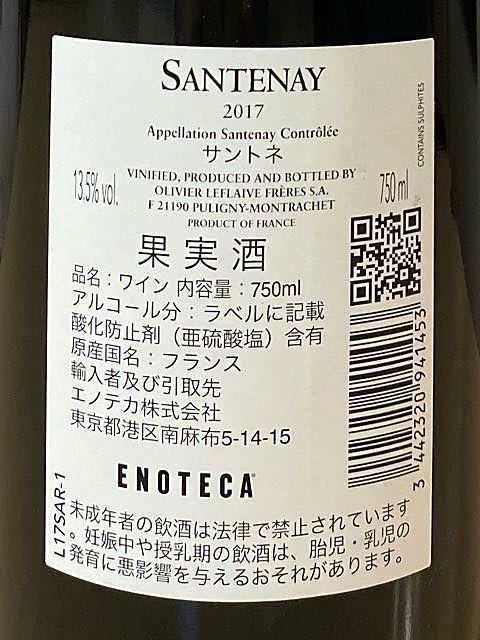 SANTENAY
2017
Appellation Santenay Contrôlée
サントネ
VINIFIED, PRODUCED AND BOTTLED BY
OLIVIER LEFLAIVE FRÈRES S.A.
F 21190 PULIGNY-MONTRACHET
PRODUCT OF FRANCE
13.5% vol.
750 ml
CONTAINS SULPHITES
果実酒
品名：ワイン 内容量：750ml
アルコール分：ラベルに記載
酸化防止剤（亜硫酸塩）含有
原産国名：フランス
輸入者及び引取先
エノテカ株式会社
東京都港区南麻布5-14-15
3 442320 941453
ENOTECA
L17SAR-1
未成年者の飲酒は法律で禁止されています
。妊娠中や授乳期の飲酒は、胎児・乳児の
発育に悪影響を与えるおそれがあります。